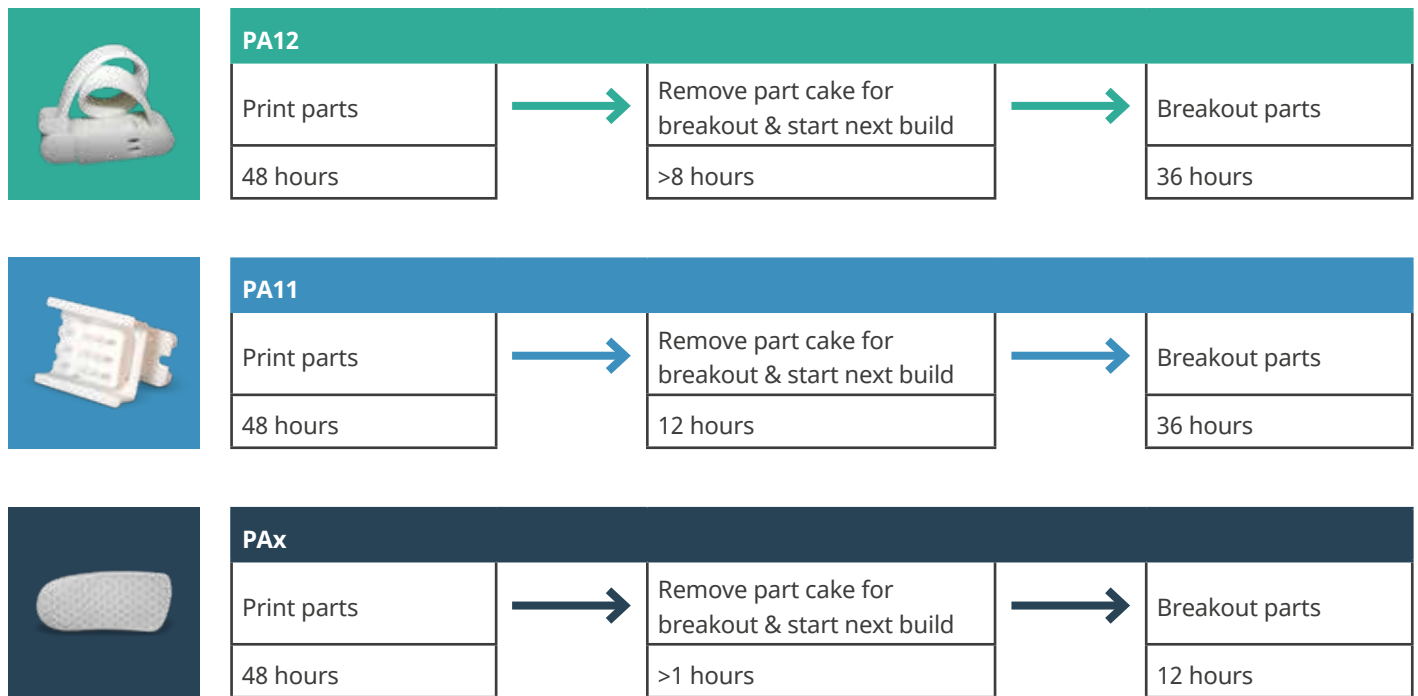 PA12
Print parts
Remove part cake for
breakout & start next build
Breakout parts
48 hours
>8 hours
36 hours
PA11
Print parts
Remove part cake for
breakout & start next build
Breakout parts
48 hours
12 hours
36 hours
PAx
Print parts
Remove part cake for
breakout & start next build
Breakout parts
48 hours
>1 hours
12 hours